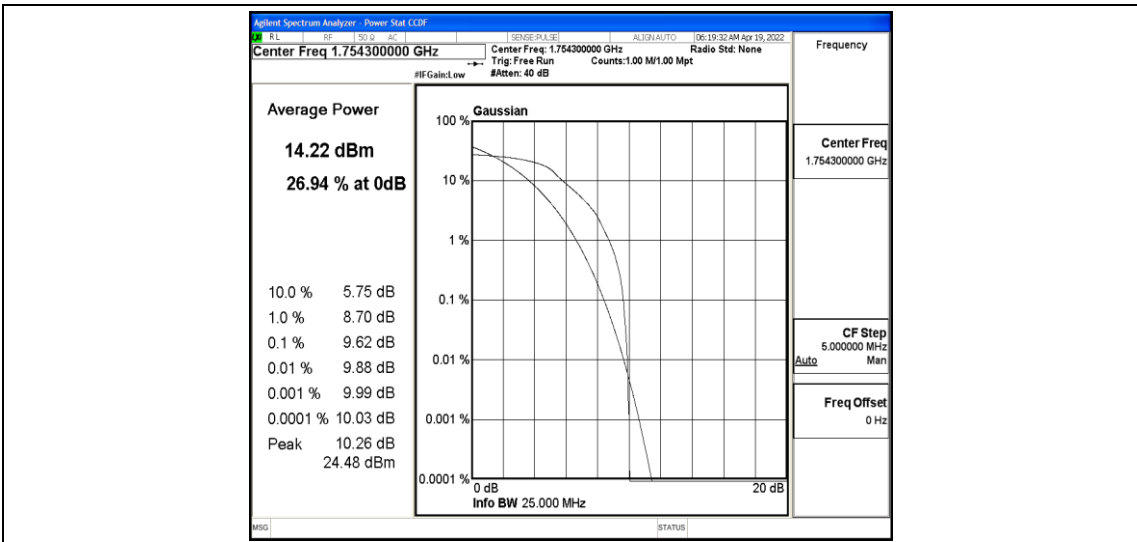 Agilent Spectrum Analyzer - Power Stat CCDF
LXI RL RF 50 Ω AC SENSE:PULSE ALIGN AUTO 06:19:32 AM Apr 19, 2022
Center Freq 1.754300000 GHz
Center Freq: 1.754300000 GHz Radio Std: None
Trig: Free Run Counts:1.00 M/1.00 Mpt
#IFGain:Low #Atten: 40 dB
Frequency
Average Power
14.22 dBm
26.94 % at 0dB
10.0 % 5.75 dB
1.0 % 8.70 dB
0.1 % 9.62 dB
0.01 % 9.88 dB
0.001 % 9.99 dB
0.0001 % 10.03 dB
Peak 10.26 dB
24.48 dBm
Gaussian
100 %
10 %
1 %
0.1 %
0.01 %
0.001 %
0.0001 %
0 dB 20 dB
Info BW 25.000 MHz
Center Freq
1.754300000 GHz
CF Step
5.000000 MHz
Auto Man
Freq Offset
0 Hz
MSG STATUS